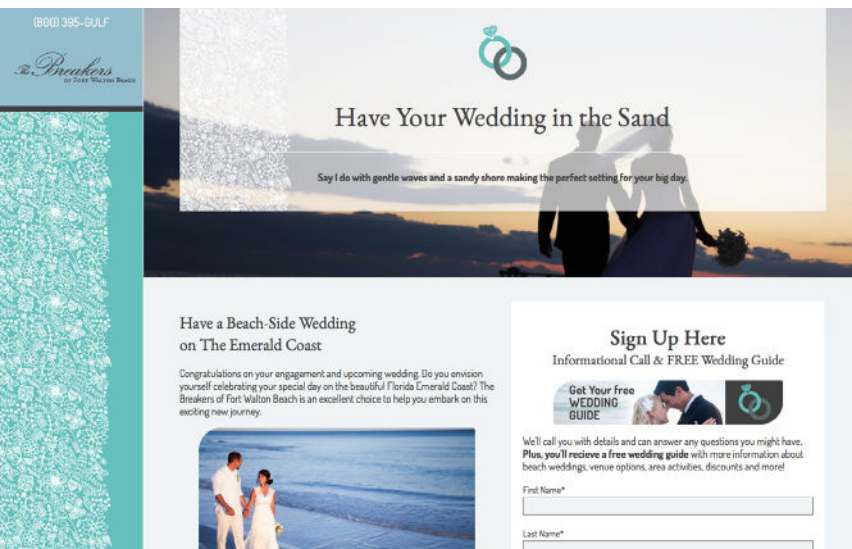 (800) 395-GULF
The Breakers
OF FORT WALTON BEACH
Have Your Wedding in the Sand
Say I do with gentle waves and a sandy shore making the perfect setting for your big day.
Have a Beach-Side Wedding
on The Emerald Coast
Congratulations on your engagement and upcoming wedding. Do you envision
yourself celebrating your special day on the beautiful Florida Emerald Coast? The
Breakers of Fort Walton Beach is an excellent choice to help you embark on this
exciting new journey.
Sign Up Here
Informational Call & FREE Wedding Guide
Get Your free
WEDDING
GUIDE
We'll call you with details and can answer any questions you might have.
Plus, you'll recieve a free wedding guide with more information about
beach weddings, venue options, area activities, discounts and more!
First Name*
Last Name*